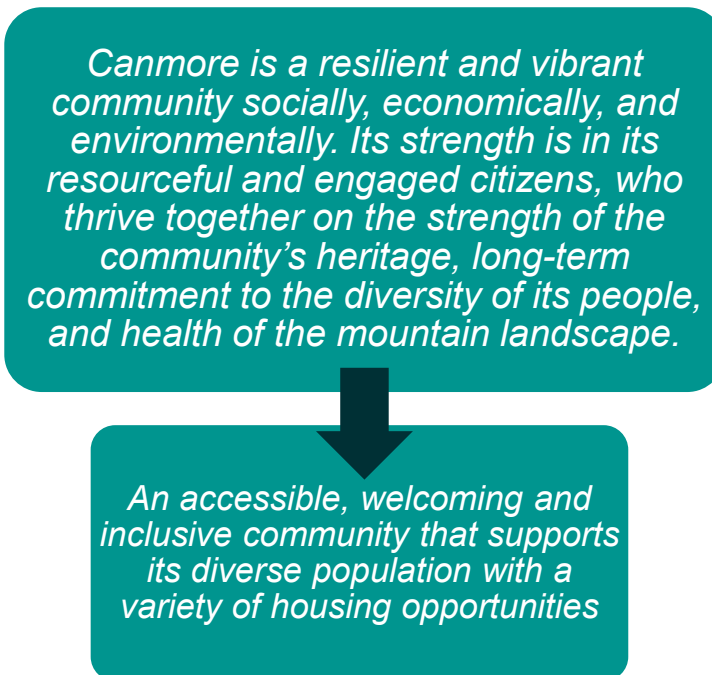 Canmore is a resilient and vibrant
community socially, economically, and
environmentally. Its strength is in its
resourceful and engaged citizens, who
thrive together on the strength of the
community’s heritage, long-term
commitment to the diversity of its people,
and health of the mountain landscape.
An accessible, welcoming and
inclusive community that supports
its diverse population with a
variety of housing opportunities